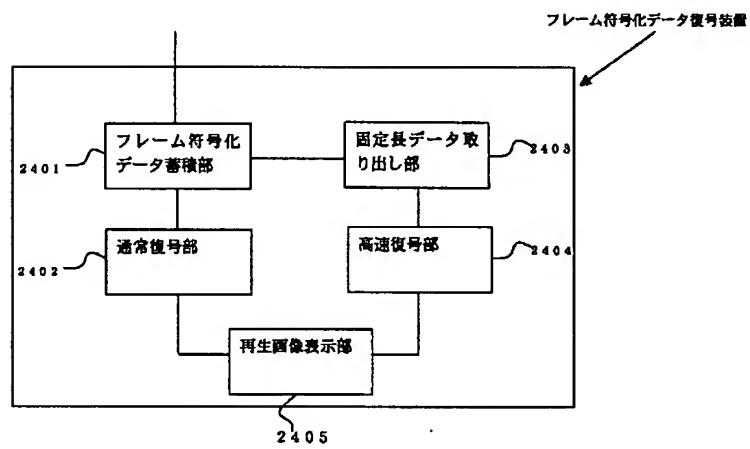 フレーム符号化データ復号装置
フレーム符号化
データ蓄積部
固定長データ取
り出し部
2401
2403
通常復号部
高速復号部
2402
2404
再生画像表示部
2405